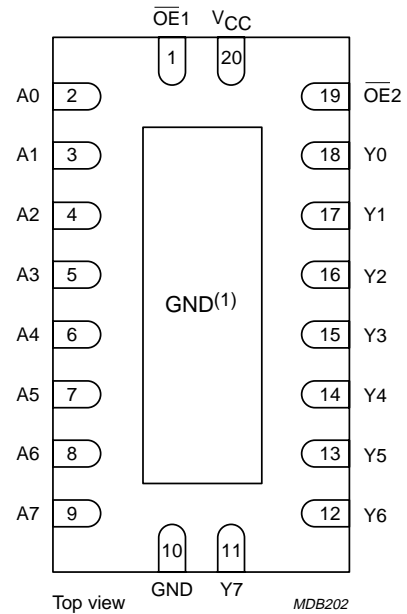 O̅E̅1 VCC
1 20
A0 2 19 O̅E̅2
A1 3 18 Y0
A2 4 17 Y1
A3 5 16 Y2
GND(1)
A4 6 15 Y3
A5 7 14 Y4
A6 8 13 Y5
A7 9 12 Y6
10 11
GND Y7
Top view MDB202